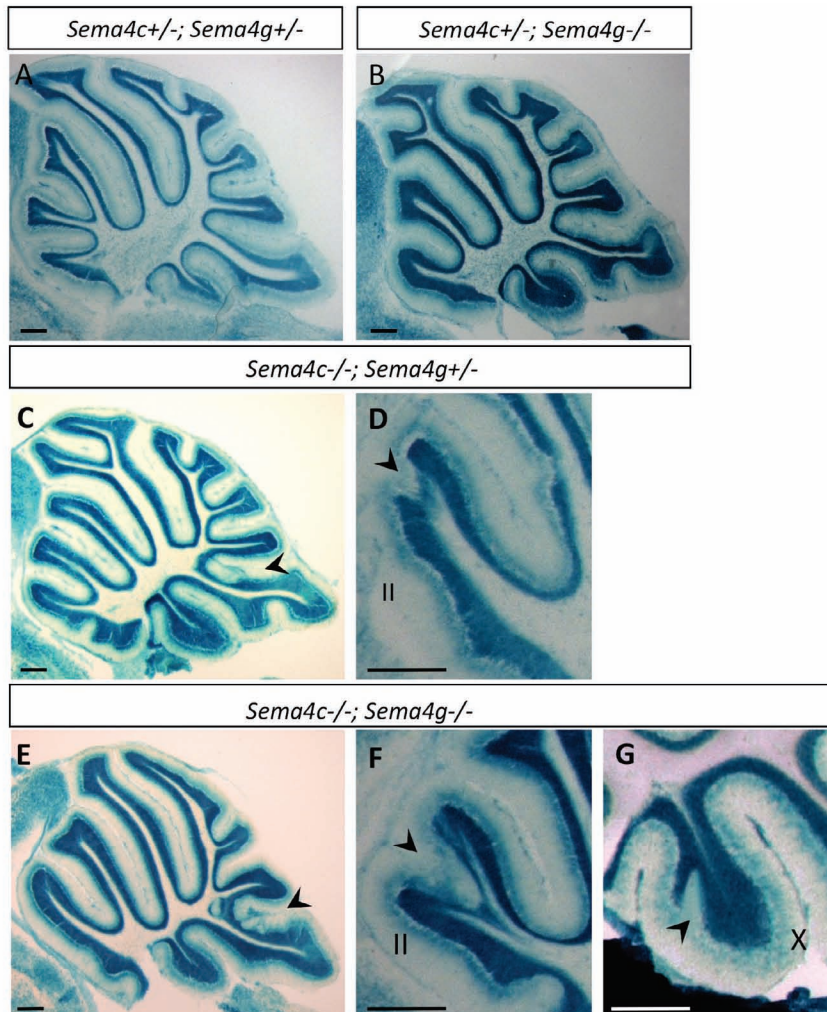 Sema4c+/-; Sema4g+/-
Sema4c+/-; Sema4g-/-
A
B
Sema4c-/-; Sema4g+/-
C
D
II
Sema4c-/-; Sema4g-/-
E
F
G
II
X